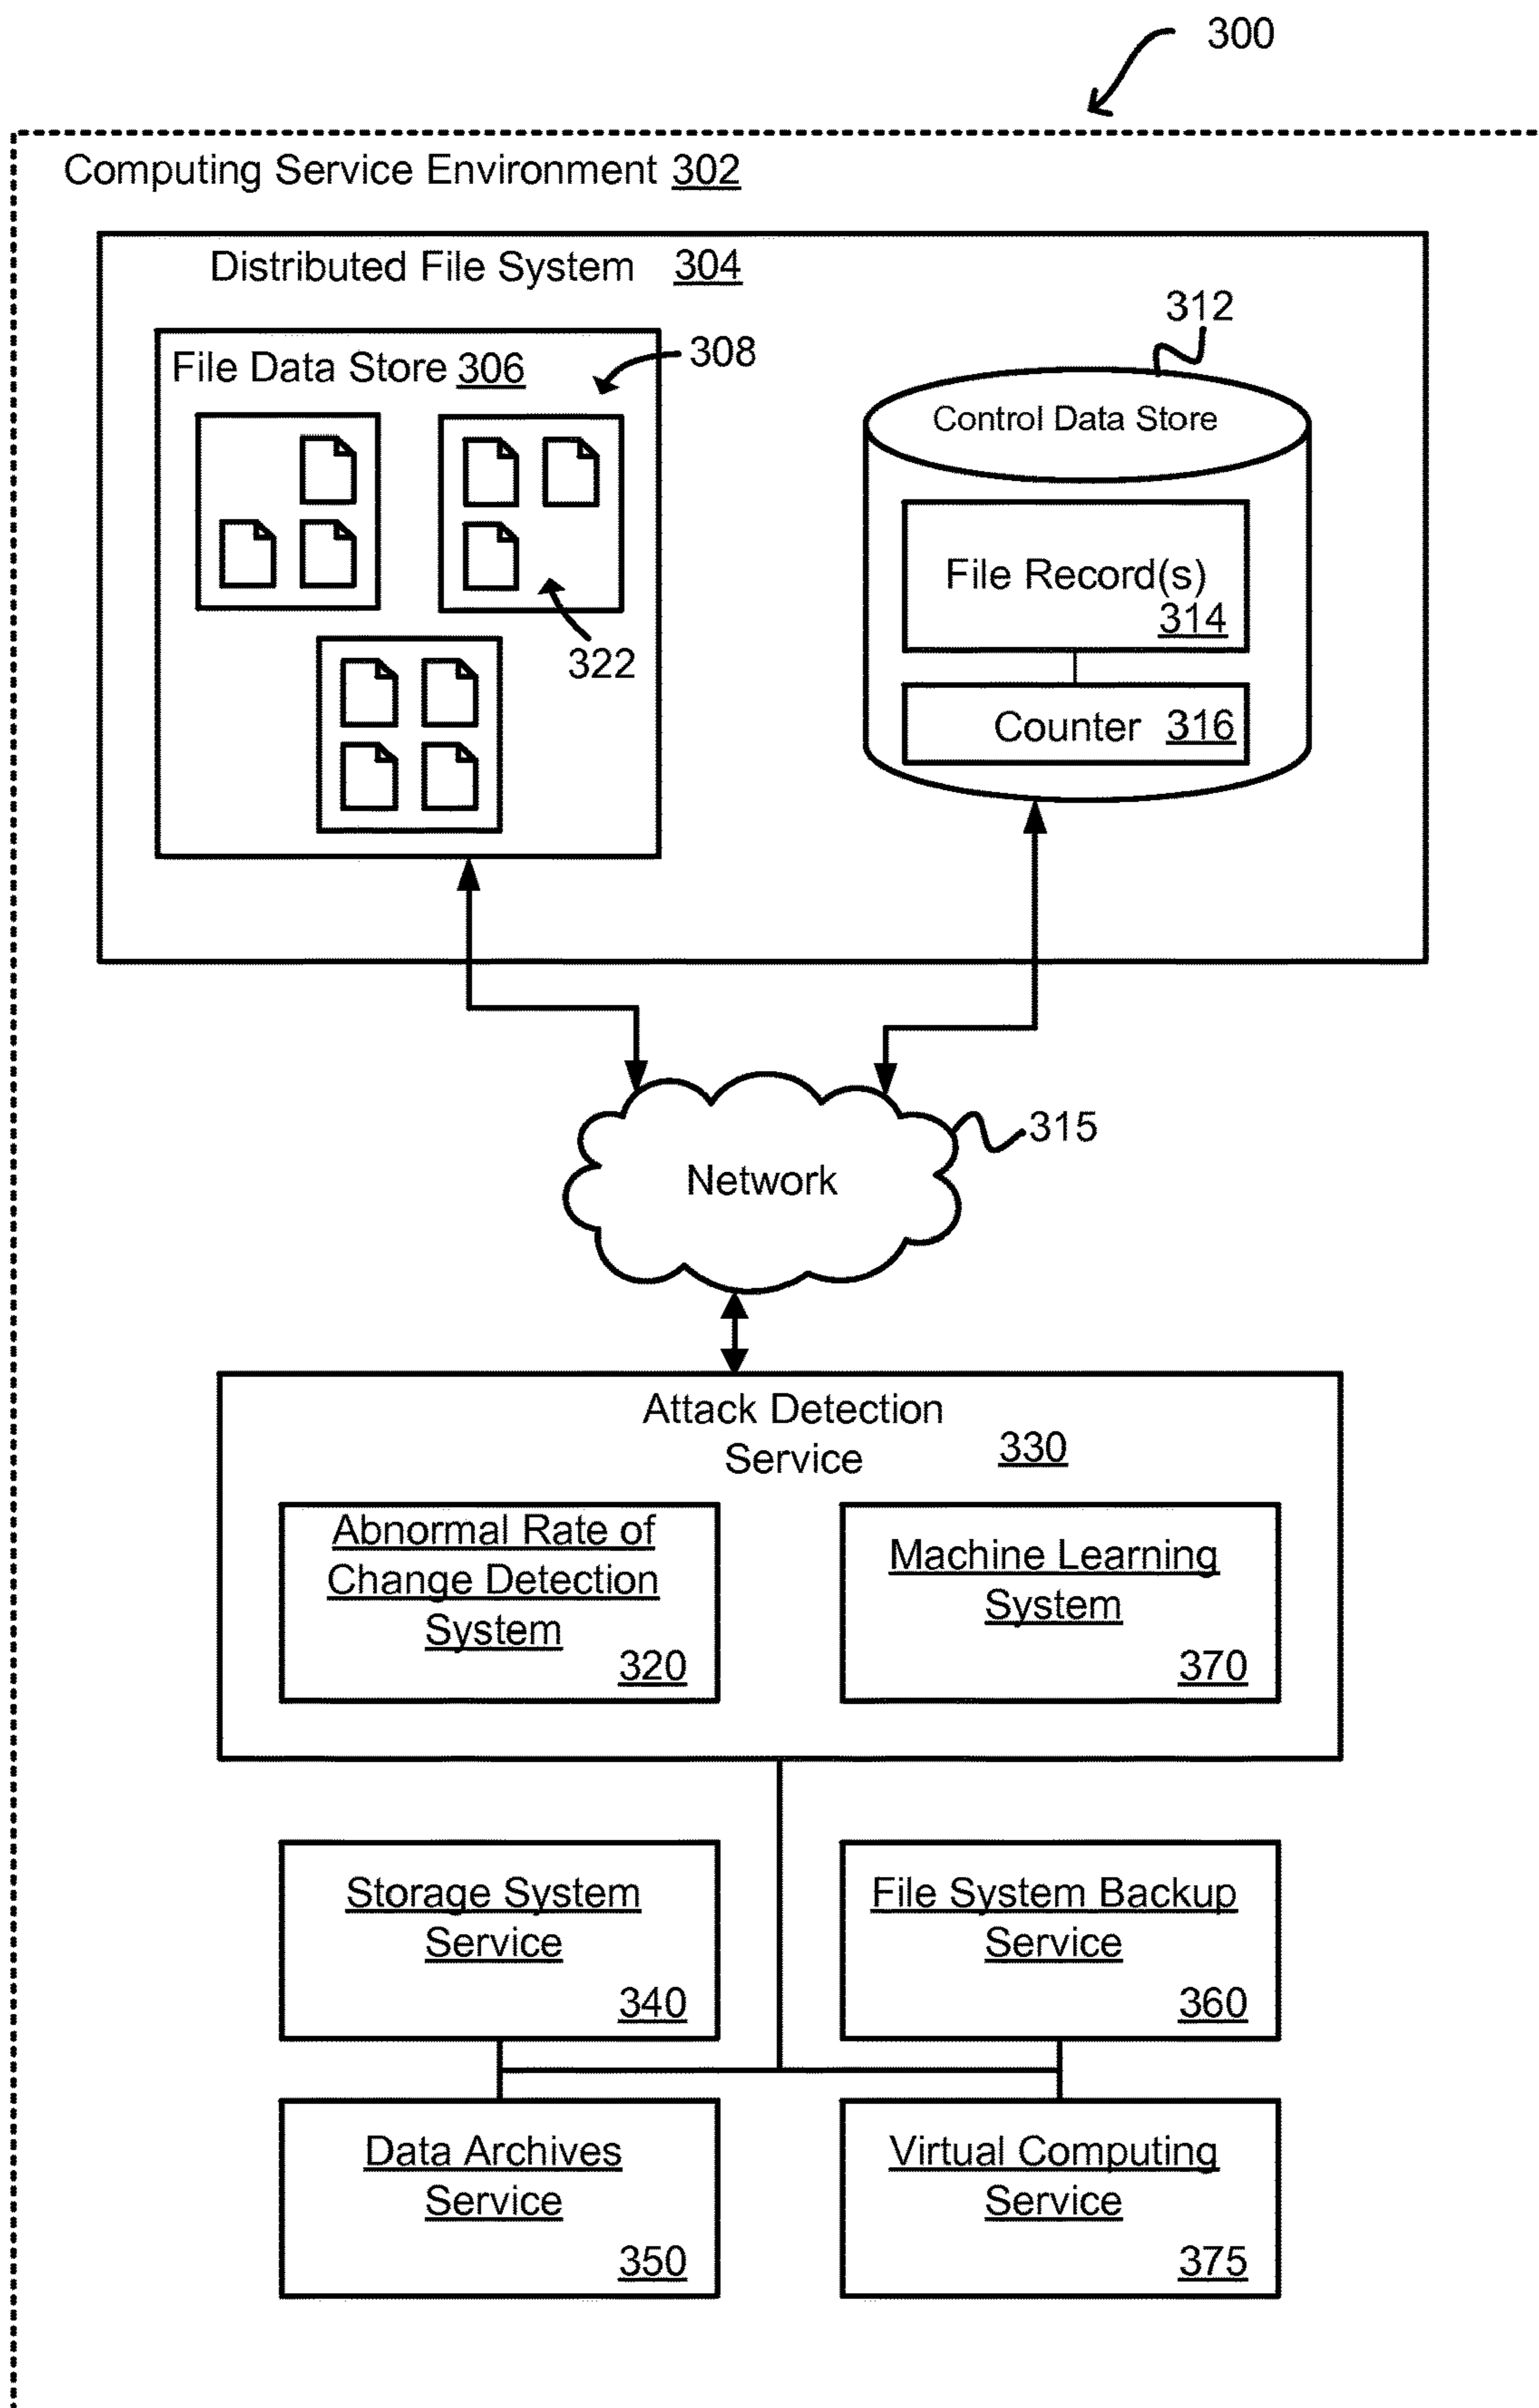 300
Computing Service Environment 302
Distributed File System 304
312
File Data Store 306
308
Control Data Store
File Record(s)
314
322
Counter 316
315
Network
Attack Detection
Service 330
Abnormal Rate of
Change Detection
System
320
Machine Learning
System
370
Storage System
Service
340
File System Backup
Service
360
Data Archives
Service
350
Virtual Computing
Service
375